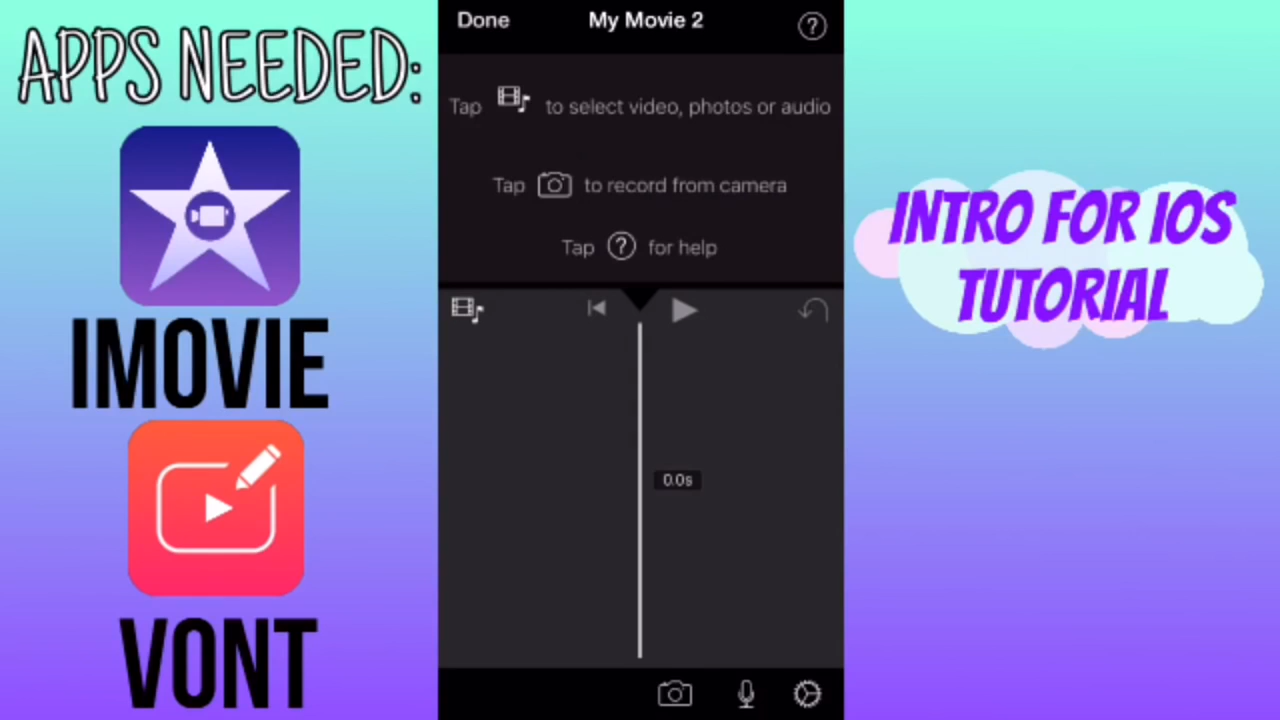 APPS NEEDED:
IMOVIE
VONT
Done My Movie 2 ?
Tap to select video, photos or audio
Tap to record from camera
Tap ? for help
0.0s
INTRO FOR IOS
TUTORIAL